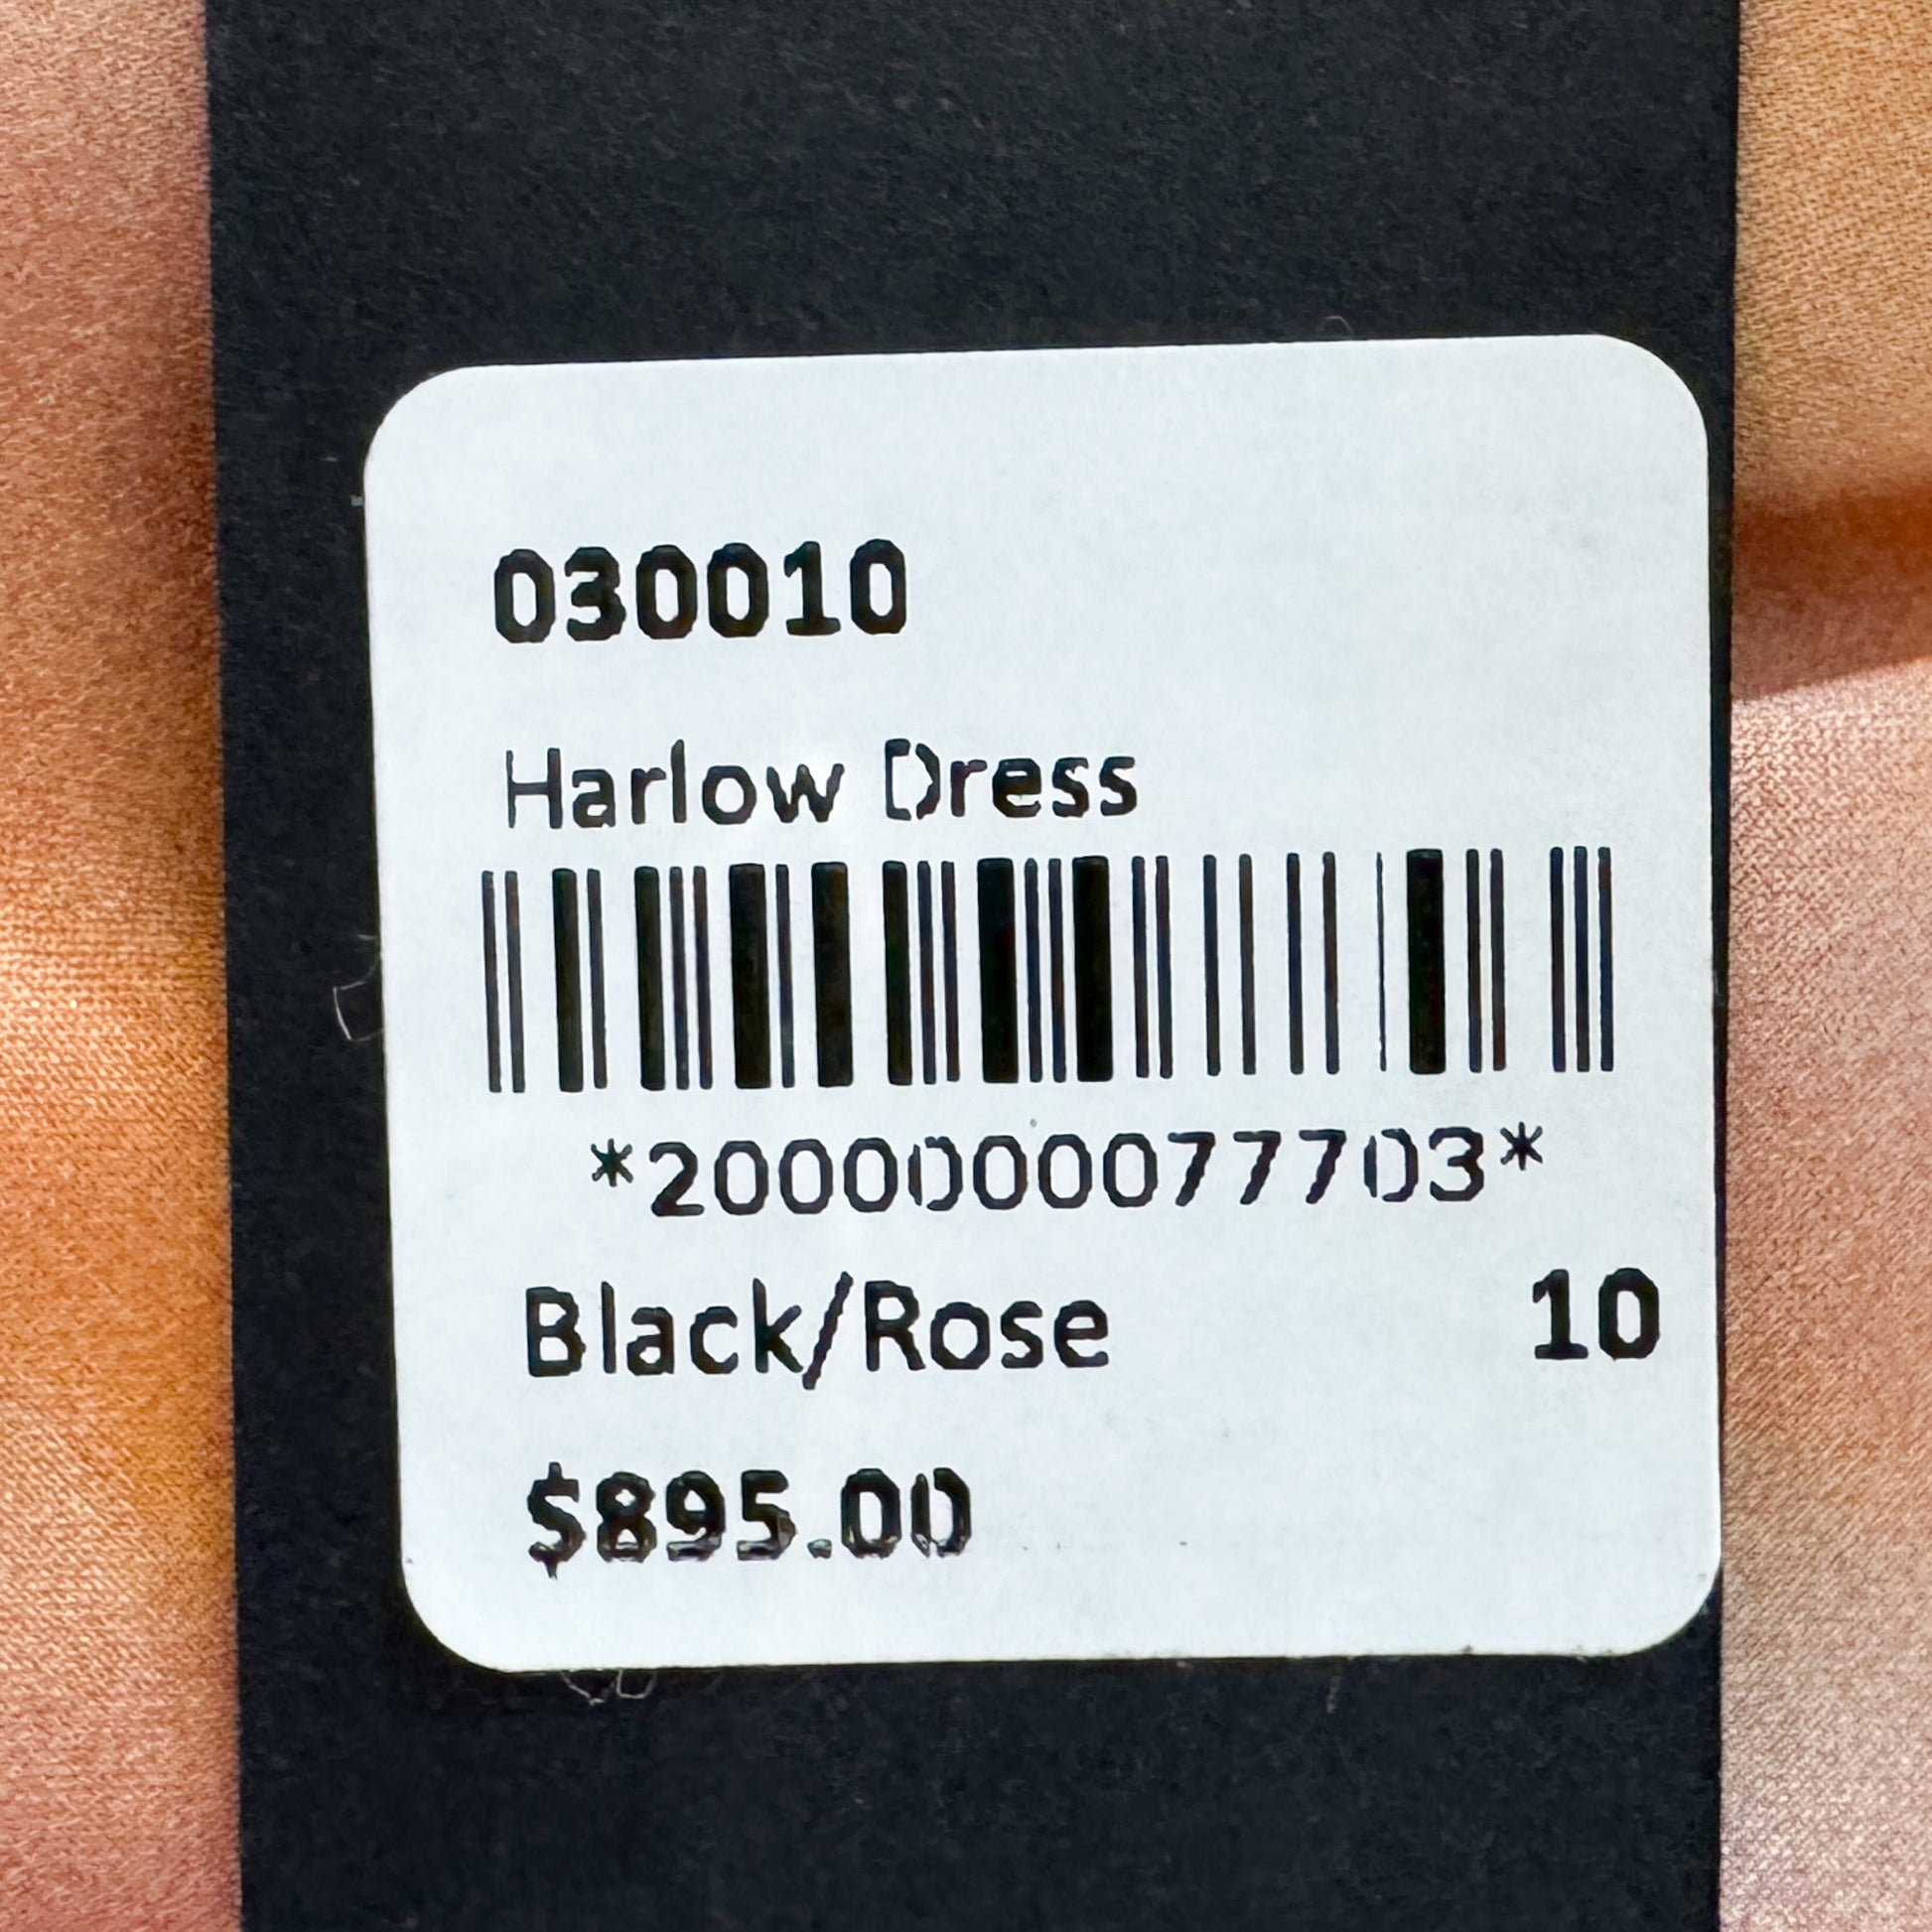 030010
Harlow Dress
*2000000077703*
Black/Rose 10
$895.00